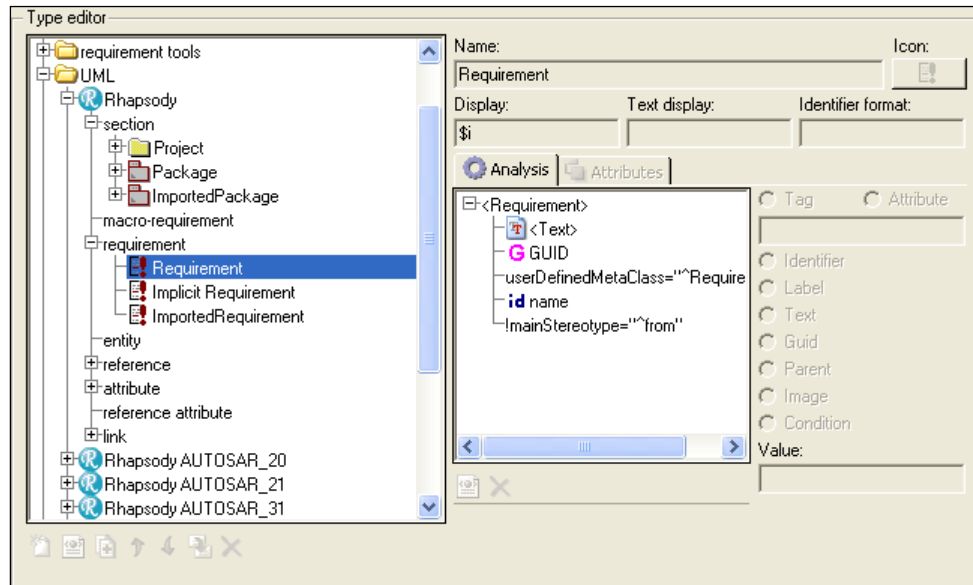 Type editor
requirement tools
UML
Rhapsody
section
Project
Package
ImportedPackage
macro-requirement
requirement
Requirement
Implicit Requirement
ImportedRequirement
entity
reference
attribute
reference attribute
link
Rhapsody AUTOSAR_20
Rhapsody AUTOSAR_21
Rhapsody AUTOSAR_31
Name: Icon:
Requirement
Display: Text display: Identifier format:
$i
Analysis Attributes
<Requirement>
<Text>
G GUID
userDefinedMetaClass="^Require
id name
!mainStereotype="^from"
Tag Attribute
Identifier
Label
Text
Guid
Parent
Image
Condition
Value: